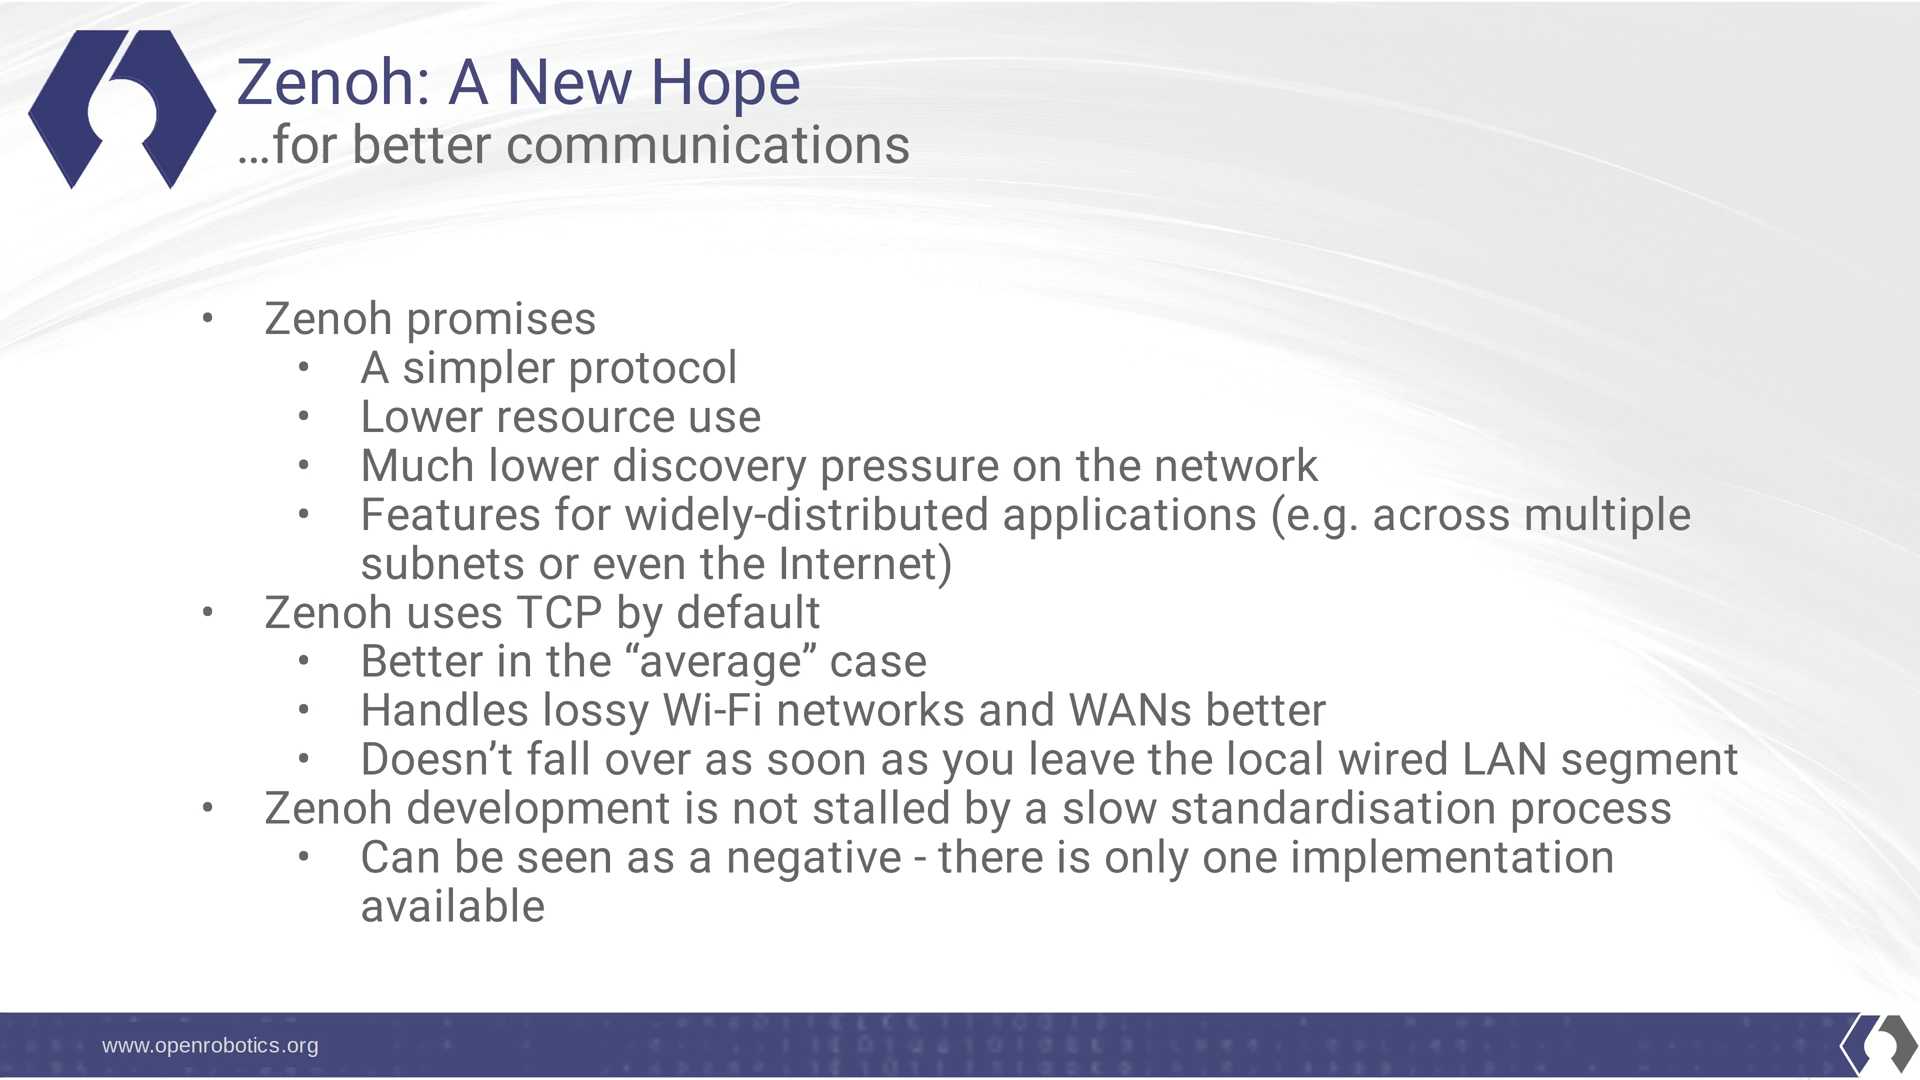 Zenoh: A New Hope
…for better communications
• Zenoh promises
• A simpler protocol
• Lower resource use
• Much lower discovery pressure on the network
• Features for widely-distributed applications (e.g. across multiple
subnets or even the Internet)
• Zenoh uses TCP by default
• Better in the “average” case
• Handles lossy Wi-Fi networks and WANs better
• Doesn’t fall over as soon as you leave the local wired LAN segment
• Zenoh development is not stalled by a slow standardisation process
• Can be seen as a negative - there is only one implementation
available
www.openrobotics.org